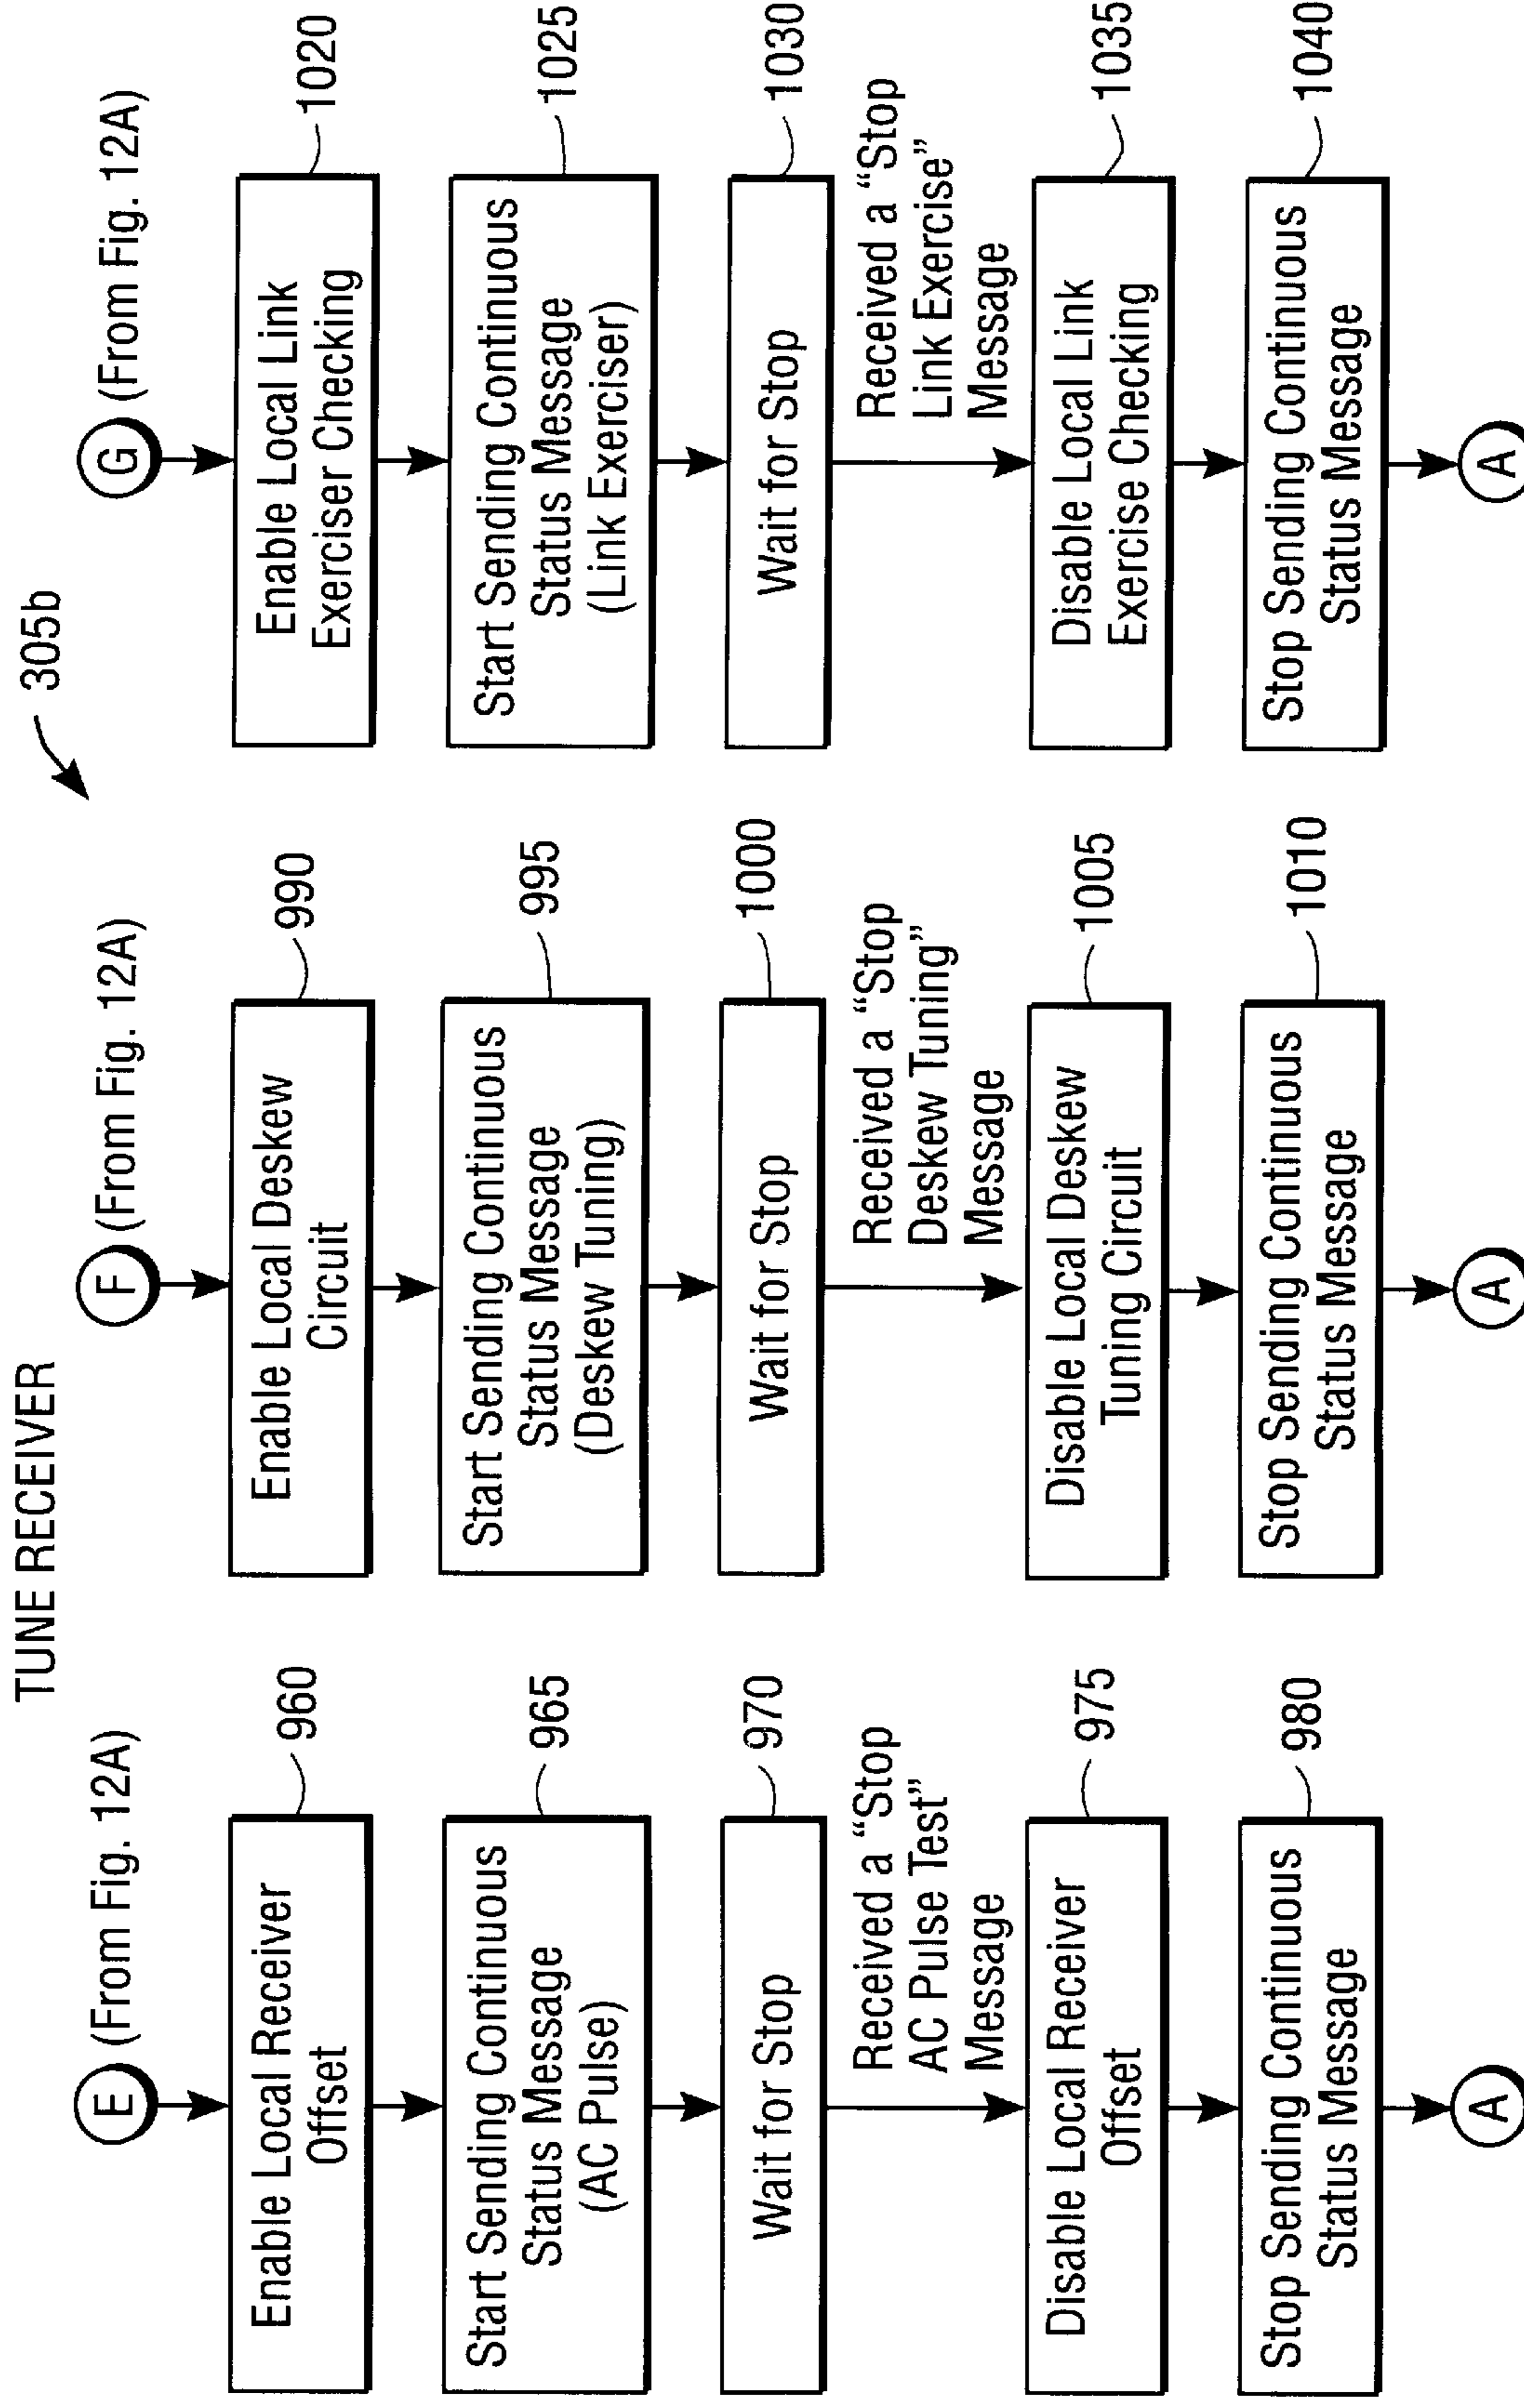 TUNE RECEIVER
305b
E (From Fig. 12A)
960
Enable Local Receiver
Offset
965
Start Sending Continuous
Status Message
(AC Pulse)
970
Wait for Stop
Received a “Stop
AC Pulse Test”
Message
975
Disable Local Receiver
Offset
980
Stop Sending Continuous
Status Message
A
F (From Fig. 12A)
990
Enable Local Deskew
Circuit
995
Start Sending Continuous
Status Message
(Deskew Tuning)
1000
Wait for Stop
Received a “Stop
Deskew Tuning”
Message
1005
Disable Local Deskew
Tuning Circuit
1010
Stop Sending Continuous
Status Message
A
G (From Fig. 12A)
1020
Enable Local Link
Exerciser Checking
1025
Start Sending Continuous
Status Message
(Link Exerciser)
1030
Wait for Stop
Received a “Stop
Link Exercise”
Message
1035
Disable Local Link
Exercise Checking
1040
Stop Sending Continuous
Status Message
A